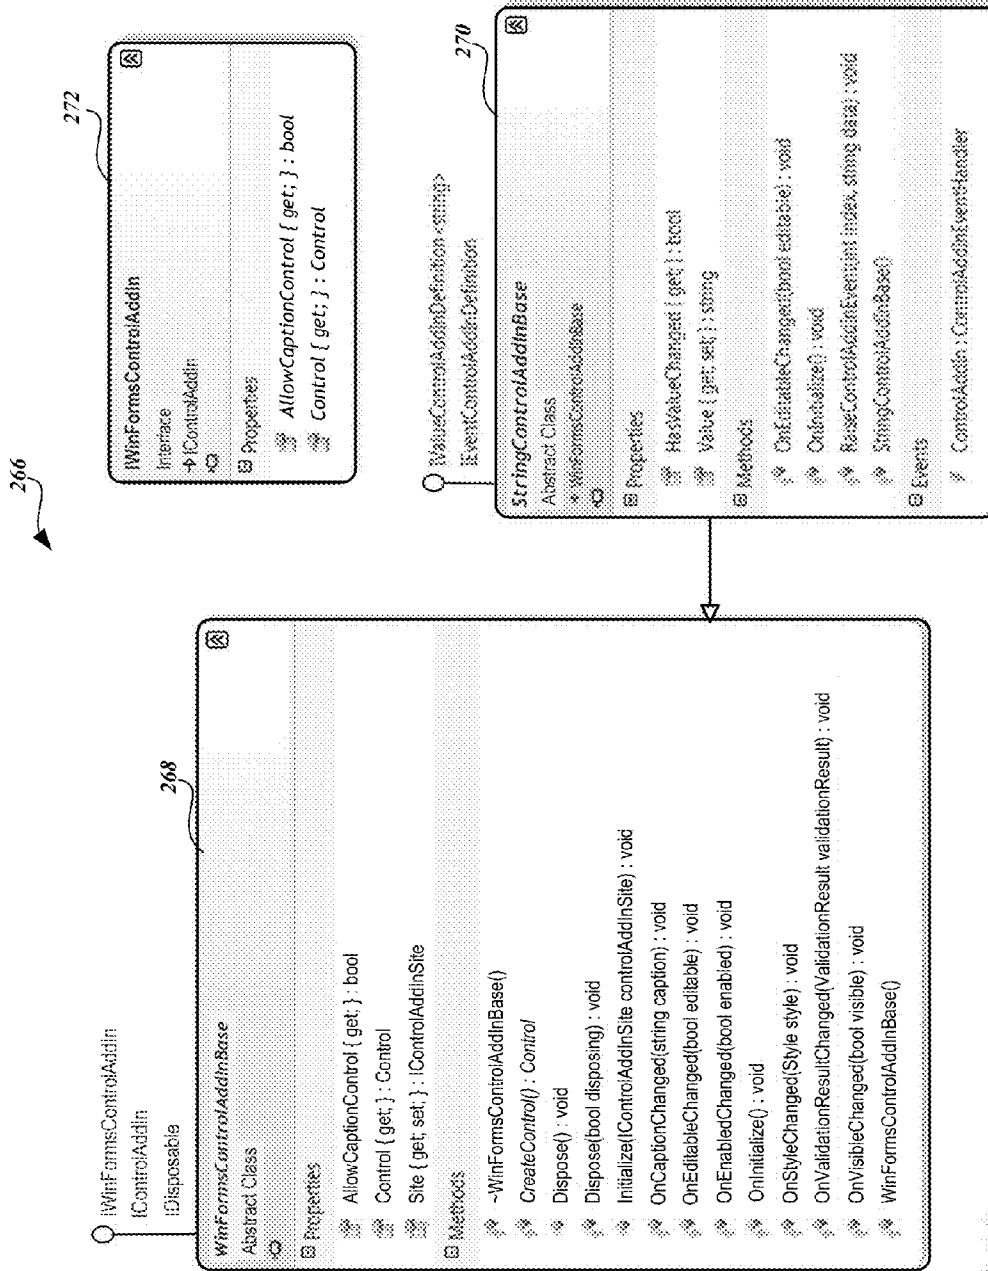 266
IWinFormsControlAddIn
IControlAddIn
IDisposable
268
WinFormsControlAddInBase
Abstract Class
Properties
AllowCaptionControl { get; } : bool
Control { get; } : Control
Site { get; set; } : IControlAddInSite
Methods
~WinFormsControlAddInBase()
CreateControl() : Control
Dispose() : void
Dispose(bool disposing) : void
Initialize(IControlAddInSite controlAddInSite) : void
OnCaptionChanged(string caption) : void
OnEditableChanged(bool editable) : void
OnEnabledChanged(bool enabled) : void
OnInitialize() : void
OnStyleChanged(Style style) : void
OnValidationResultChanged(ValidationResult validationResult) : void
OnVisibleChanged(bool visible) : void
WinFormsControlAddInBase()
272
IWinFormsControlAddIn
Interface
IControlAddIn
Properties
AllowCaptionControl { get; } : bool
Control { get; } : Control
IValueControlAddInDefinition <string>
IEventControlAddInDefinition
270
StringControlAddInBase
Abstract Class
WinFormsControlAddInBase
Properties
HasValueChanged { get; } : bool
Value { get; set; } : string
Methods
OnEditableChanged(bool editable) : void
OnInitialize() : void
RaiseControlAddInEvent(int index, string data) : void
StringControlAddInBase()
Events
ControlAddIn : ControlAddInEventHandler